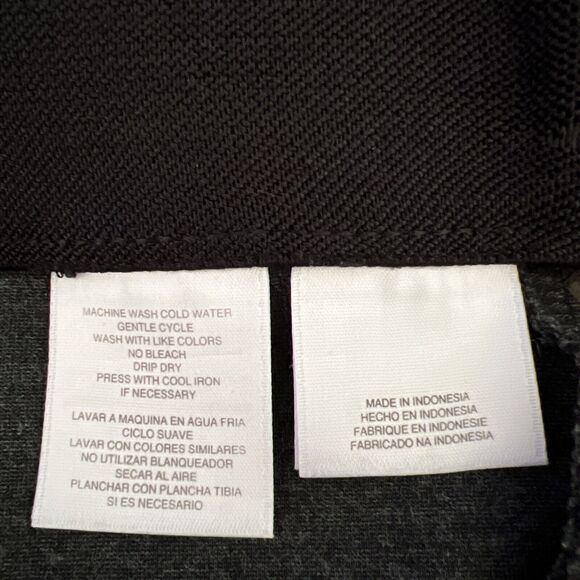 MACHINE WASH COLD WATER
GENTLE CYCLE
WASH WITH LIKE COLORS
NO BLEACH
DRIP DRY
PRESS WITH COOL IRON
IF NECESSARY
LAVAR A MAQUINA EN AGUA FRIA
CICLO SUAVE
LAVAR CON COLORES SIMILARES
NO UTILIZAR BLANQUEADOR
SECAR AL AIRE
PLANCHAR CON PLANCHA TIBIA
SI ES NECESARIO
MADE IN INDONESIA
HECHO EN INDONESIA
FABRIQUE EN INDONESIE
FABRICADO NA INDONESIA